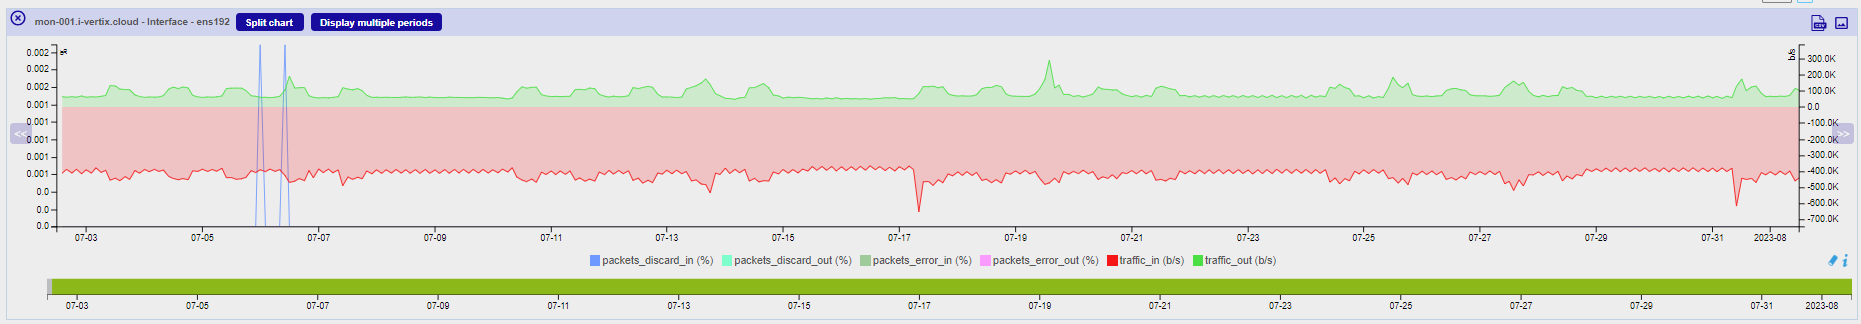 mon-001.i-vertix.cloud - Interface - ens192 Split chart Display multiple periods
CSV
%
b/s
0.002
0.002
0.002
0.001
0.001
0.001
0.001
0.001
0.0
0.0
0.0
300.0K
200.0K
100.0K
0.0
-100.0K
-200.0K
-300.0K
-400.0K
-500.0K
-600.0K
-700.0K
<<
>>
07-03 07-05 07-07 07-09 07-11 07-13 07-15 07-17 07-19 07-21 07-23 07-25 07-27 07-29 07-31 2023-08
packets_discard_in (%) packets_discard_out (%) packets_error_in (%) packets_error_out (%) traffic_in (b/s) traffic_out (b/s)
07-03 07-05 07-07 07-09 07-11 07-13 07-15 07-17 07-19 07-21 07-23 07-25 07-27 07-29 07-31 2023-08